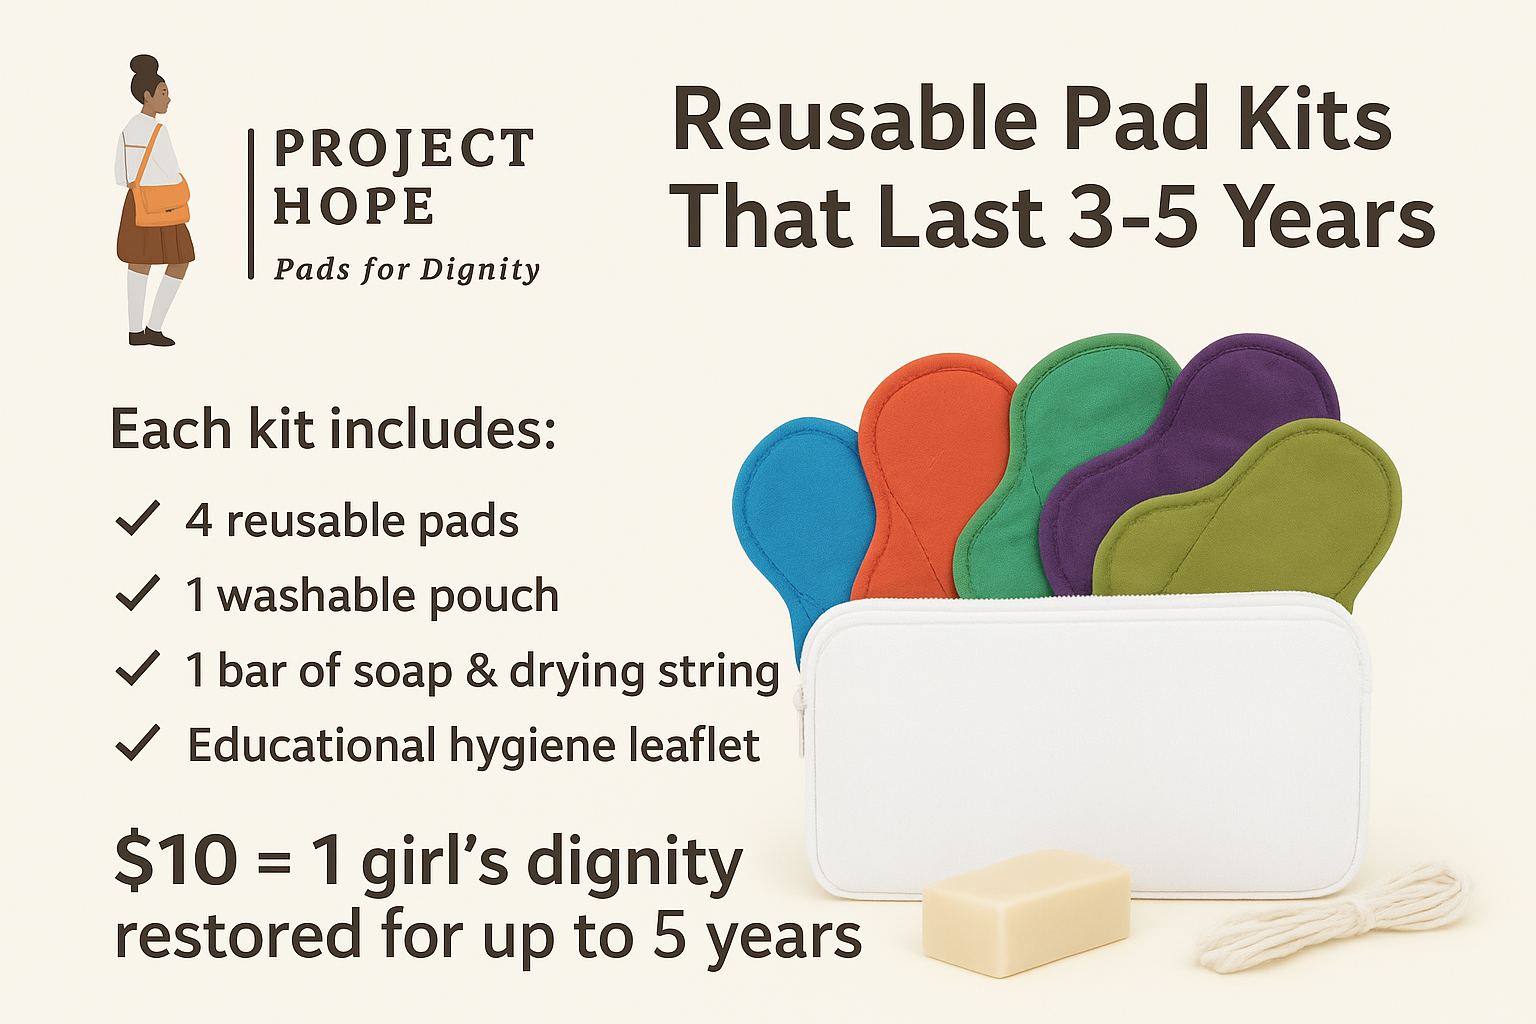 PROJECT
HOPE
Pads for Dignity
Reusable Pad Kits
That Last 3-5 Years
Each kit includes:
✓ 4 reusable pads
✓ 1 washable pouch
✓ 1 bar of soap & drying string
✓ Educational hygiene leaflet
$10 = 1 girl’s dignity
restored for up to 5 years